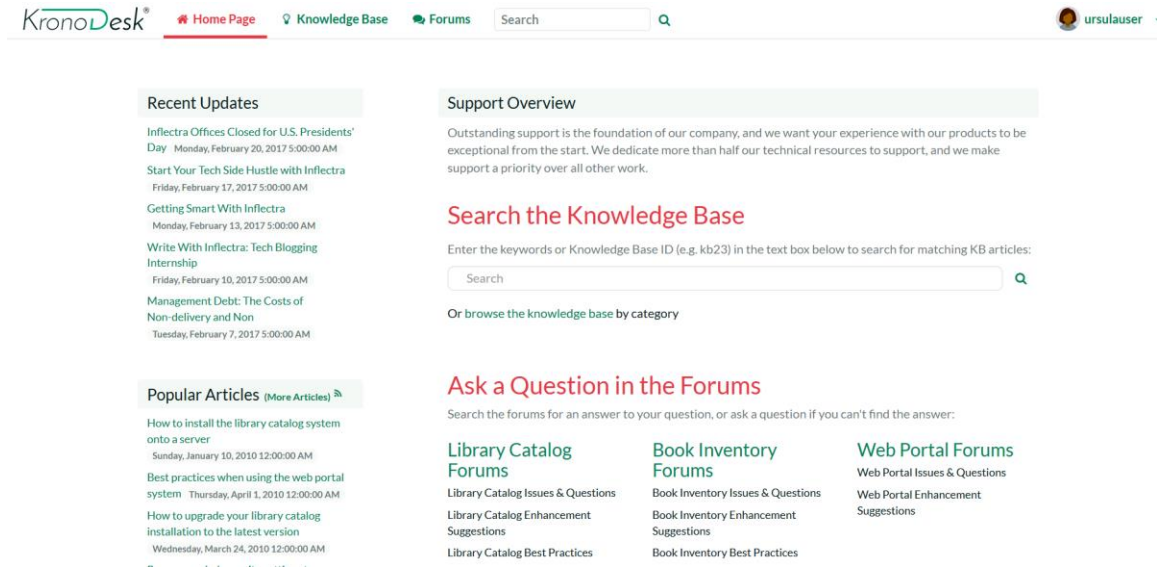 KronoDesk®
Home Page
Knowledge Base
Forums
Search
ursulauser
Recent Updates
Inflectra Offices Closed for U.S. Presidents'
Day Monday, February 20, 2017 5:00:00 AM
Start Your Tech Side Hustle with Inflectra
Friday, February 17, 2017 5:00:00 AM
Getting Smart With Inflectra
Monday, February 13, 2017 5:00:00 AM
Write With Inflectra: Tech Blogging
Internship
Friday, February 10, 2017 5:00:00 AM
Management Debt: The Costs of
Non-delivery and Non
Tuesday, February 7, 2017 5:00:00 AM
Popular Articles (More Articles)
How to install the library catalog system
onto a server
Sunday, January 10, 2010 12:00:00 AM
Best practices when using the web portal
system Thursday, April 1, 2010 12:00:00 AM
How to upgrade your library catalog
installation to the latest version
Wednesday, March 24, 2010 12:00:00 AM
Support Overview
Outstanding support is the foundation of our company, and we want your experience with our products to be
exceptional from the start. We dedicate more than half our technical resources to support, and we make
support a priority over all other work.
Search the Knowledge Base
Enter the keywords or Knowledge Base ID (e.g. kb23) in the text box below to search for matching KB articles:
Search
Or browse the knowledge base by category
Ask a Question in the Forums
Search the forums for an answer to your question, or ask a question if you can't find the answer:
Library Catalog
Forums
Library Catalog Issues & Questions
Library Catalog Enhancement
Suggestions
Library Catalog Best Practices
Book Inventory
Forums
Book Inventory Issues & Questions
Book Inventory Enhancement
Suggestions
Book Inventory Best Practices
Web Portal Forums
Web Portal Issues & Questions
Web Portal Enhancement
Suggestions